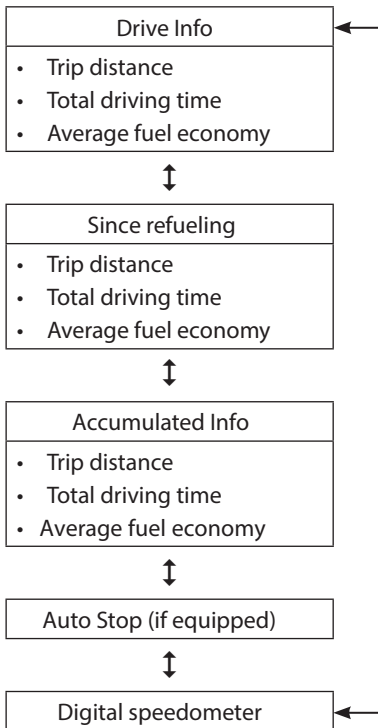 Drive Info
• Trip distance
• Total driving time
• Average fuel economy
Since refueling
• Trip distance
• Total driving time
• Average fuel economy
Accumulated Info
• Trip distance
• Total driving time
• Average fuel economy
Auto Stop (if equipped)
Digital speedometer